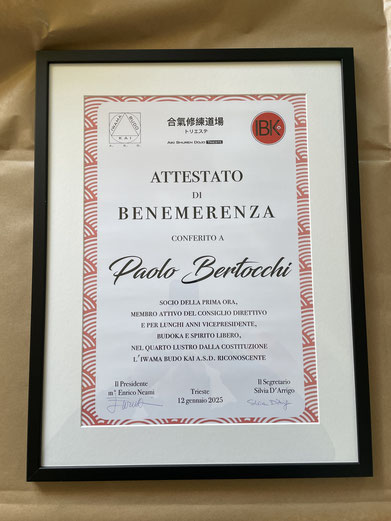 IWAMA BUDO
KAI
A.S.D.
合氣修練道場
トリエステ
AIKI SHUREN DOJO TRIESTE
IBK
ATTESTATO
DI
BENEMERENZA
CONFERITO A
Paolo Bertocchi
SOCIO DELLA PRIMA ORA,
MEMBRO ATTIVO DEL CONSIGLIO DIRETTIVO
E PER LUNGHI ANNI VICEPRESIDENTE,
BUDOKA E SPIRITO LIBERO,
NEL QUARTO LUSTRO DALLA COSTITUZIONE
L'IWAMA BUDO KAI A.S.D. RICONOSCENTE
Il Presidente
m° Enrico Neami
Trieste
12 gennaio 2025
Il Segretario
Silvia D'Arrigo